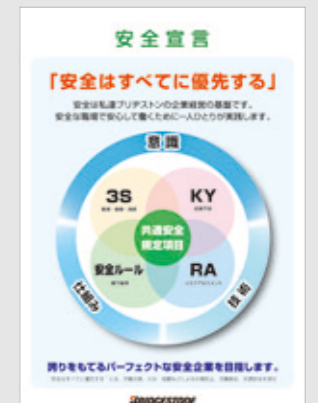 安全宣言
「安全はすべてに優先する」
安全は私達ブリヂストンの企業経営の基盤です。
安全な職場で安心して働くために一人ひとりが実践します。
意識
3S
KY
共通安全
規定項目
安全ルール
RA
仕組み
技術
誇りをもてるパーフェクトな安全企業を目指します。
BRIDGESTONE